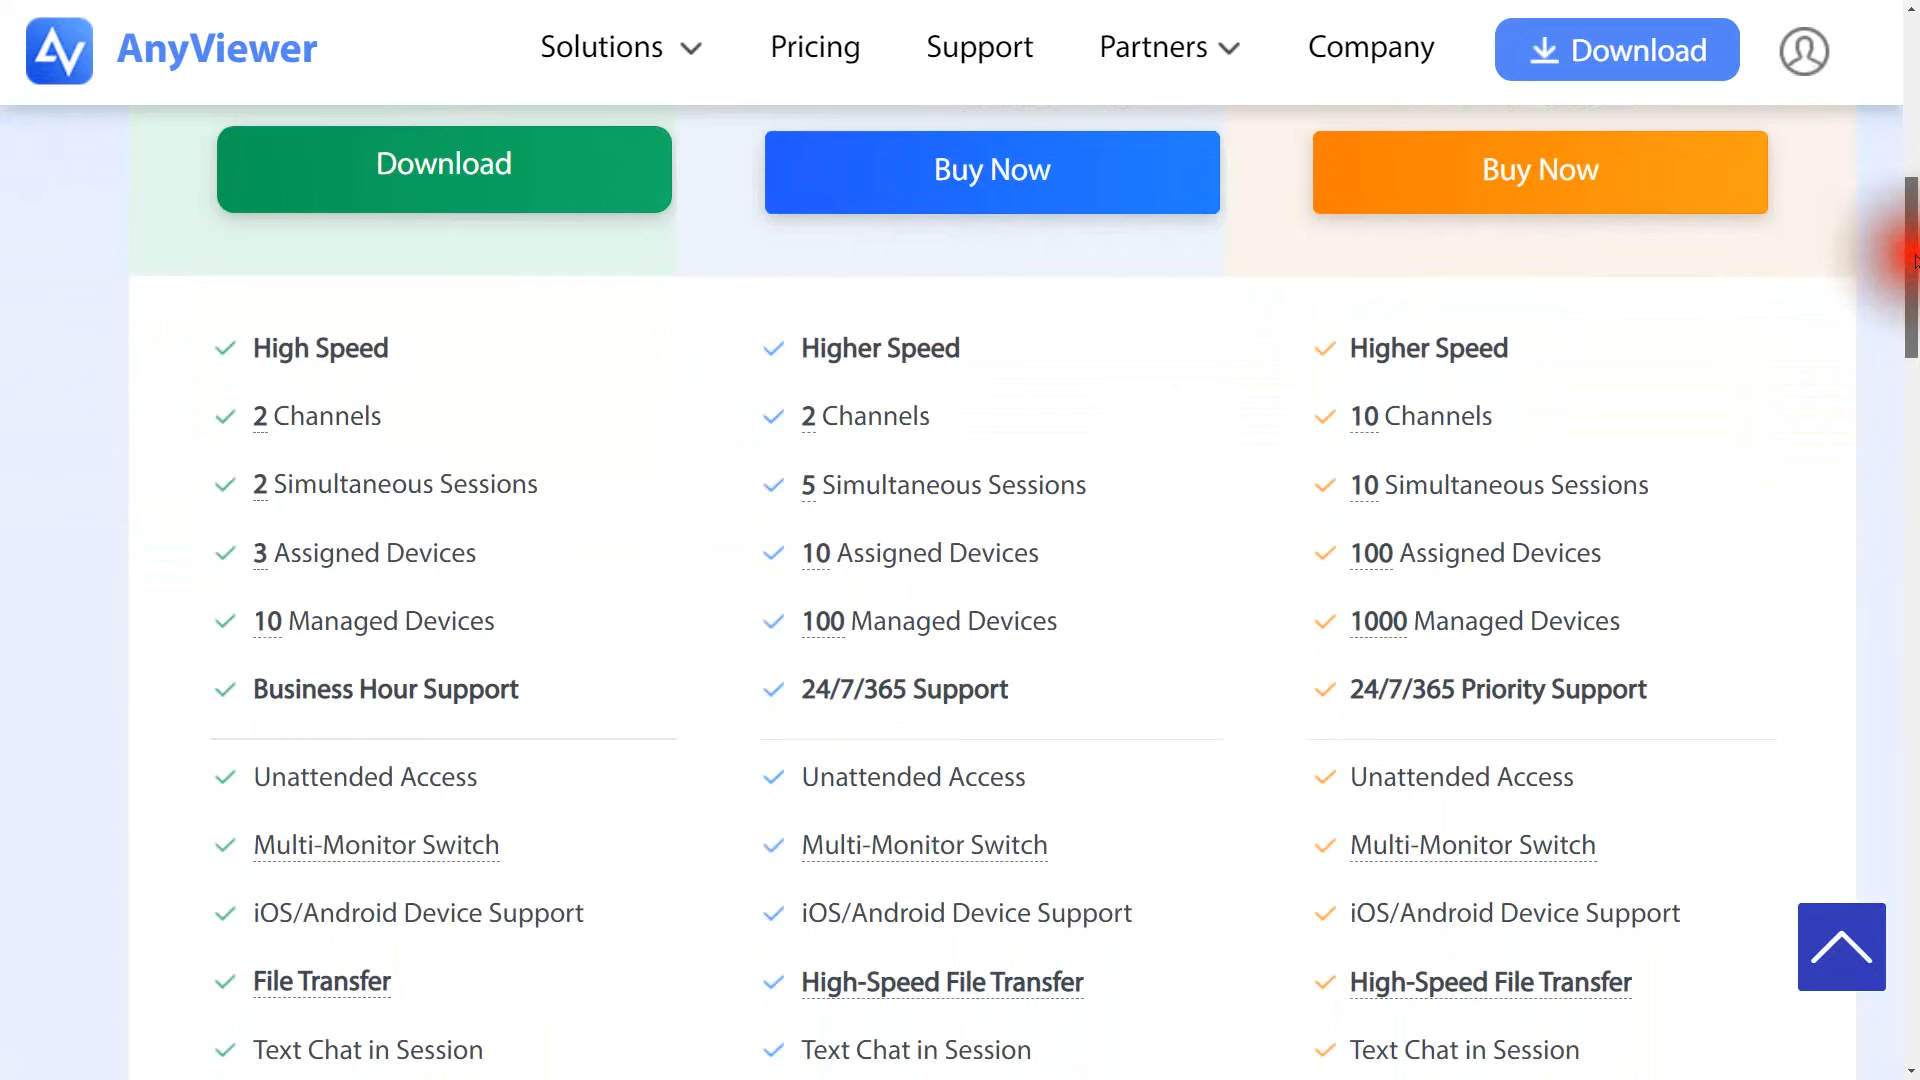 AnyViewer
Solutions
Pricing
Support
Partners
Company
Download
Download
Buy Now
Buy Now
High Speed
2 Channels
2 Simultaneous Sessions
3 Assigned Devices
10 Managed Devices
Business Hour Support
Unattended Access
Multi-Monitor Switch
iOS/Android Device Support
File Transfer
Text Chat in Session
Higher Speed
2 Channels
5 Simultaneous Sessions
10 Assigned Devices
100 Managed Devices
24/7/365 Support
Unattended Access
Multi-Monitor Switch
iOS/Android Device Support
High-Speed File Transfer
Text Chat in Session
Higher Speed
10 Channels
10 Simultaneous Sessions
100 Assigned Devices
1000 Managed Devices
24/7/365 Priority Support
Unattended Access
Multi-Monitor Switch
iOS/Android Device Support
High-Speed File Transfer
Text Chat in Session